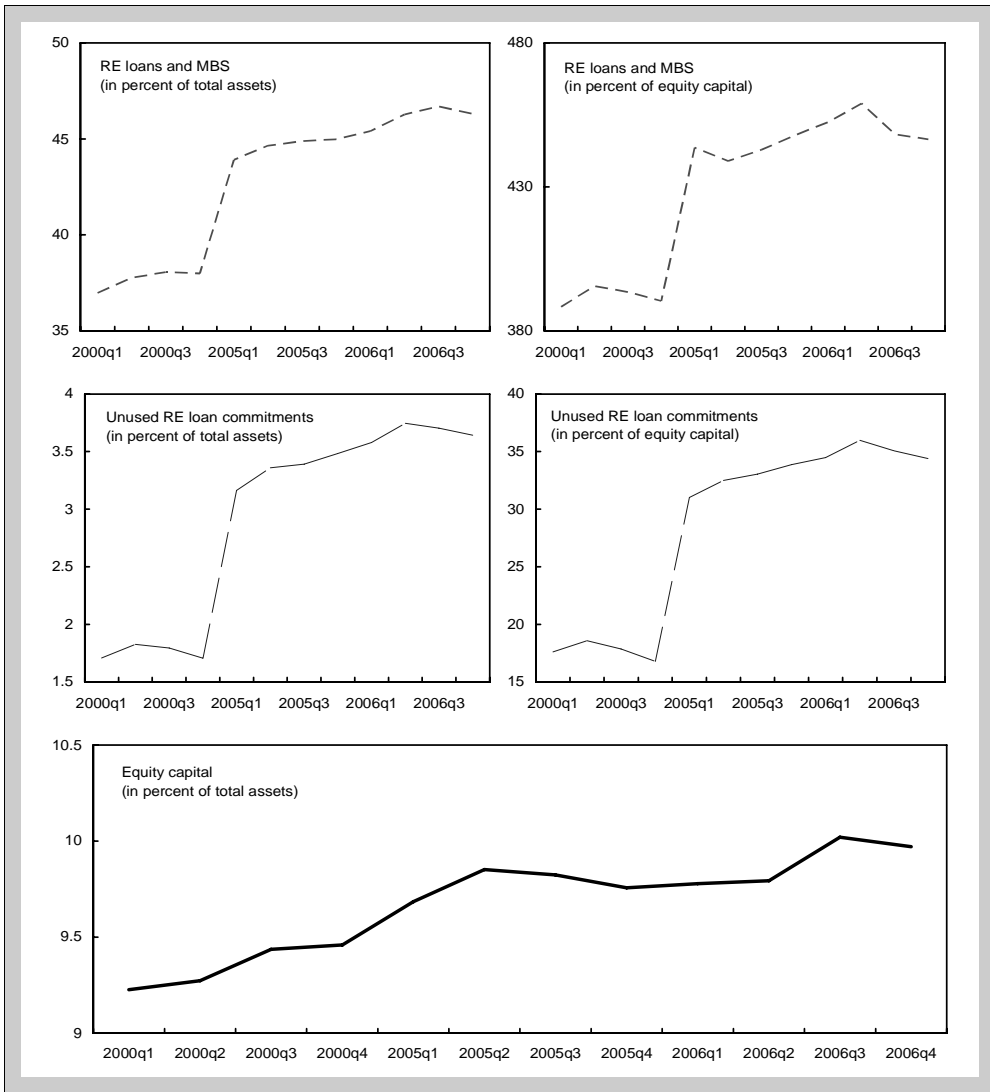 50
45
40
35
RE loans and MBS
(in percent of total assets)
2000q1 2000q3 2005q1 2005q3 2006q1 2006q3
480
430
380
RE loans and MBS
(in percent of equity capital)
2000q1 2000q3 2005q1 2005q3 2006q1 2006q3
4
3.5
3
2.5
2
1.5
Unused RE loan commitments
(in percent of total assets)
2000q1 2000q3 2005q1 2005q3 2006q1 2006q3
40
35
30
25
20
15
Unused RE loan commitments
(in percent of equity capital)
2000q1 2000q3 2005q1 2005q3 2006q1 2006q3
10.5
10
9.5
9
Equity capital
(in percent of total assets)
2000q1 2000q2 2000q3 2000q4 2005q1 2005q2 2005q3 2005q4 2006q1 2006q2 2006q3 2006q4